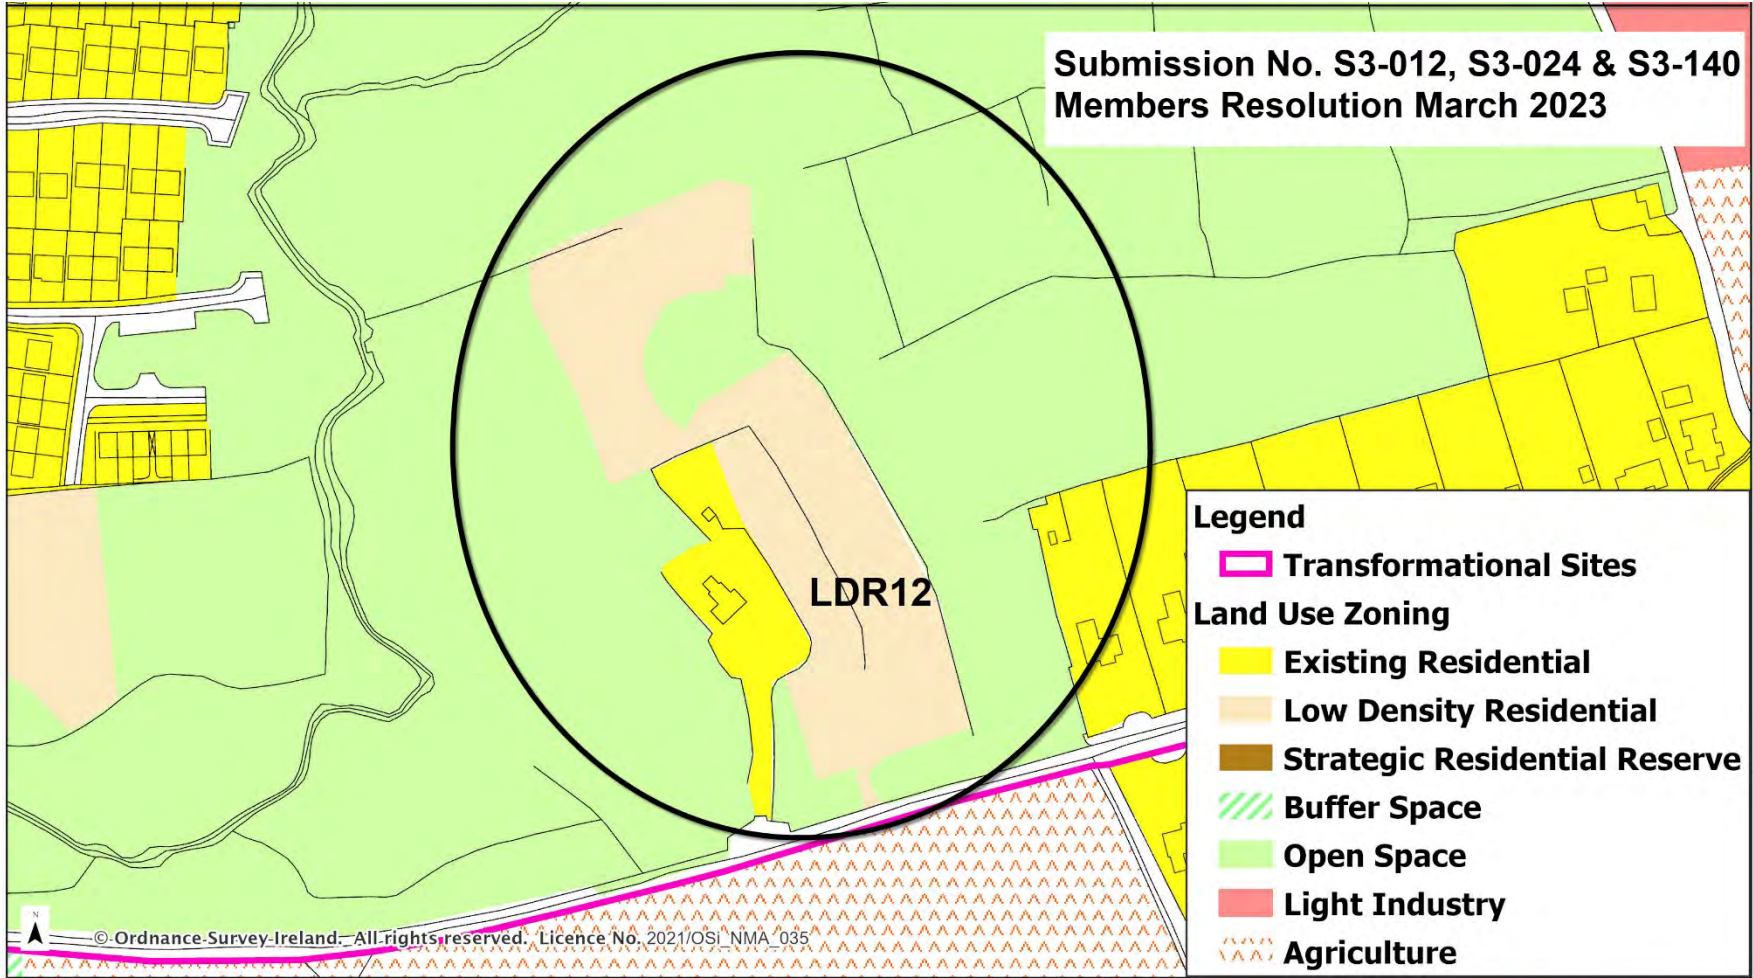 Submission No. S3-012, S3-024 & S3-140
Members Resolution March 2023
LDR12
Legend
Transformational Sites
Land Use Zoning
Existing Residential
Low Density Residential
Strategic Residential Reserve
Buffer Space
Open Space
Light Industry
Agriculture
N
© Ordnance Survey Ireland. All rights reserved. Licence No. 2021/OSi_NMA_035